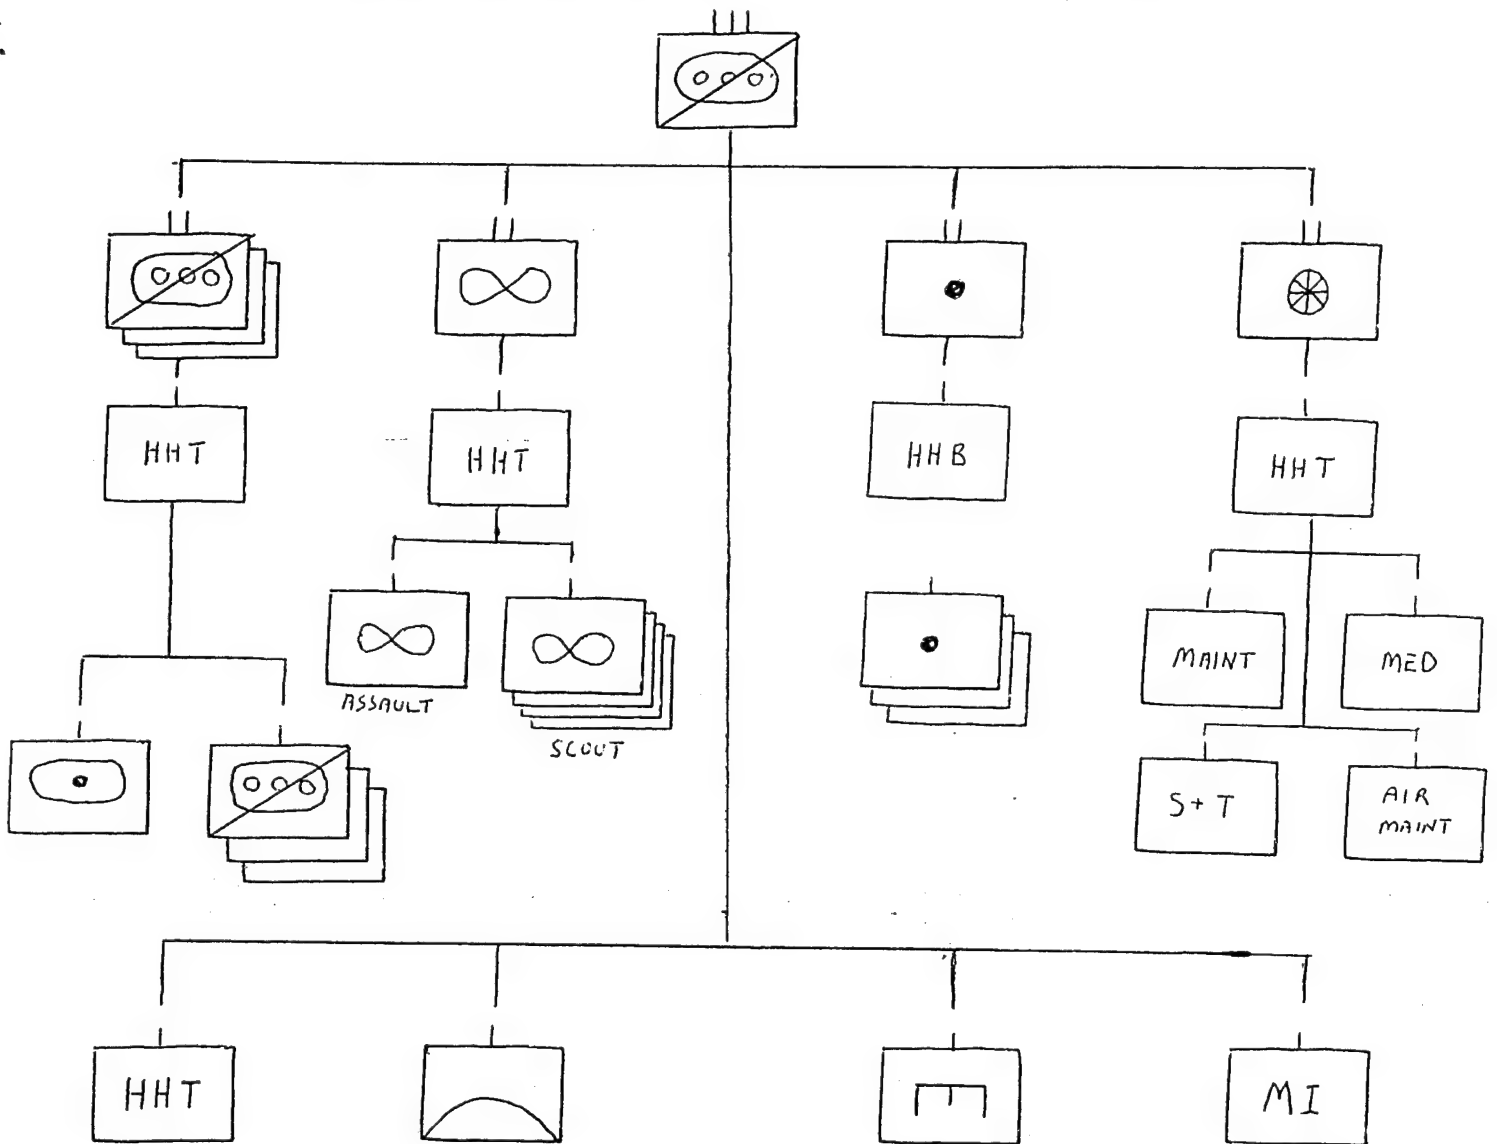 HHT
HHT
HHB
HHT
MAINT
MED
ASSAULT
SCOUT
S+T
AIR
MAINT
HHT
MI